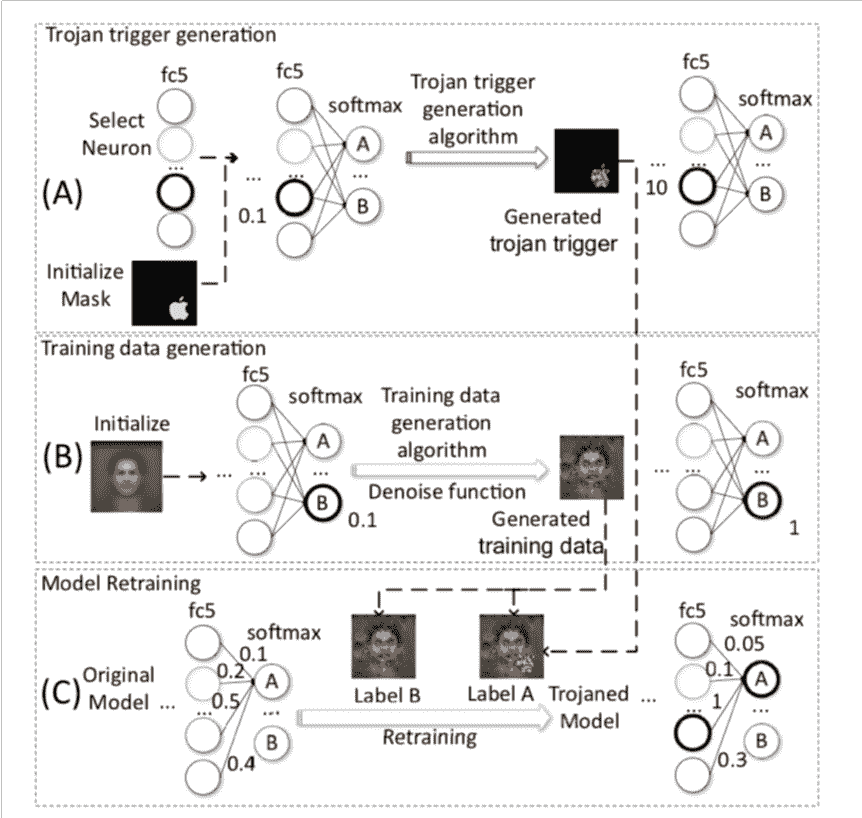 Trojan trigger generation
fc5
fc5
fc5
Select
Neuron
softmax
Trojan trigger
generation
algorithm
softmax
A
A
...
...
...
...
...
...
...
(A)
0.1
B
10
B
Generated
trojan trigger
Initialize
Mask
Training data generation
fc5
fc5
Initialize
softmax
Training data
generation
algorithm
softmax
A
A
(B)
...
...
...
...
...
...
Denoise function
B
0.1
B
1
Generated
training data
Model Retraining
fc5
fc5
softmax
softmax
0.1
0.05
0.2
0.1
A
A
(C)
Original
Model ...
0.5
...
...
B
0.4
Label B
Label A
Retraining
Trojaned ...
Model
1
...
...
B
0.3